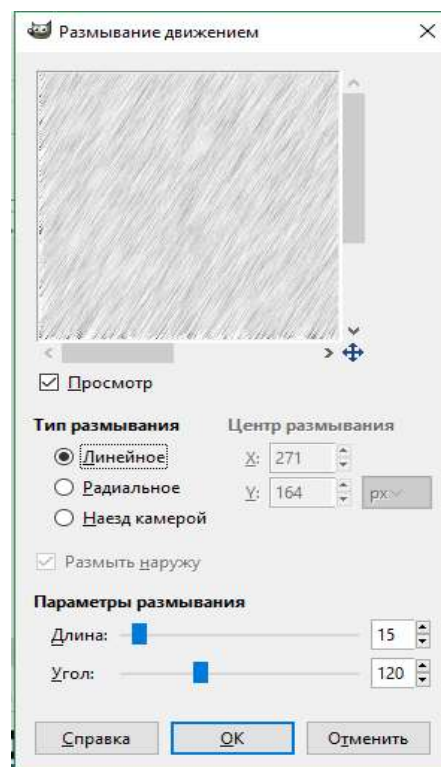 Размывание движением
Просмотр
Тип размывания
Центр размывания
Линейное
X: 271
Радиальное
Y: 164 px
Наезд камерой
Размыть наружу
Параметры размывания
Длина: 15
Угол: 120
Справка OK Отменить